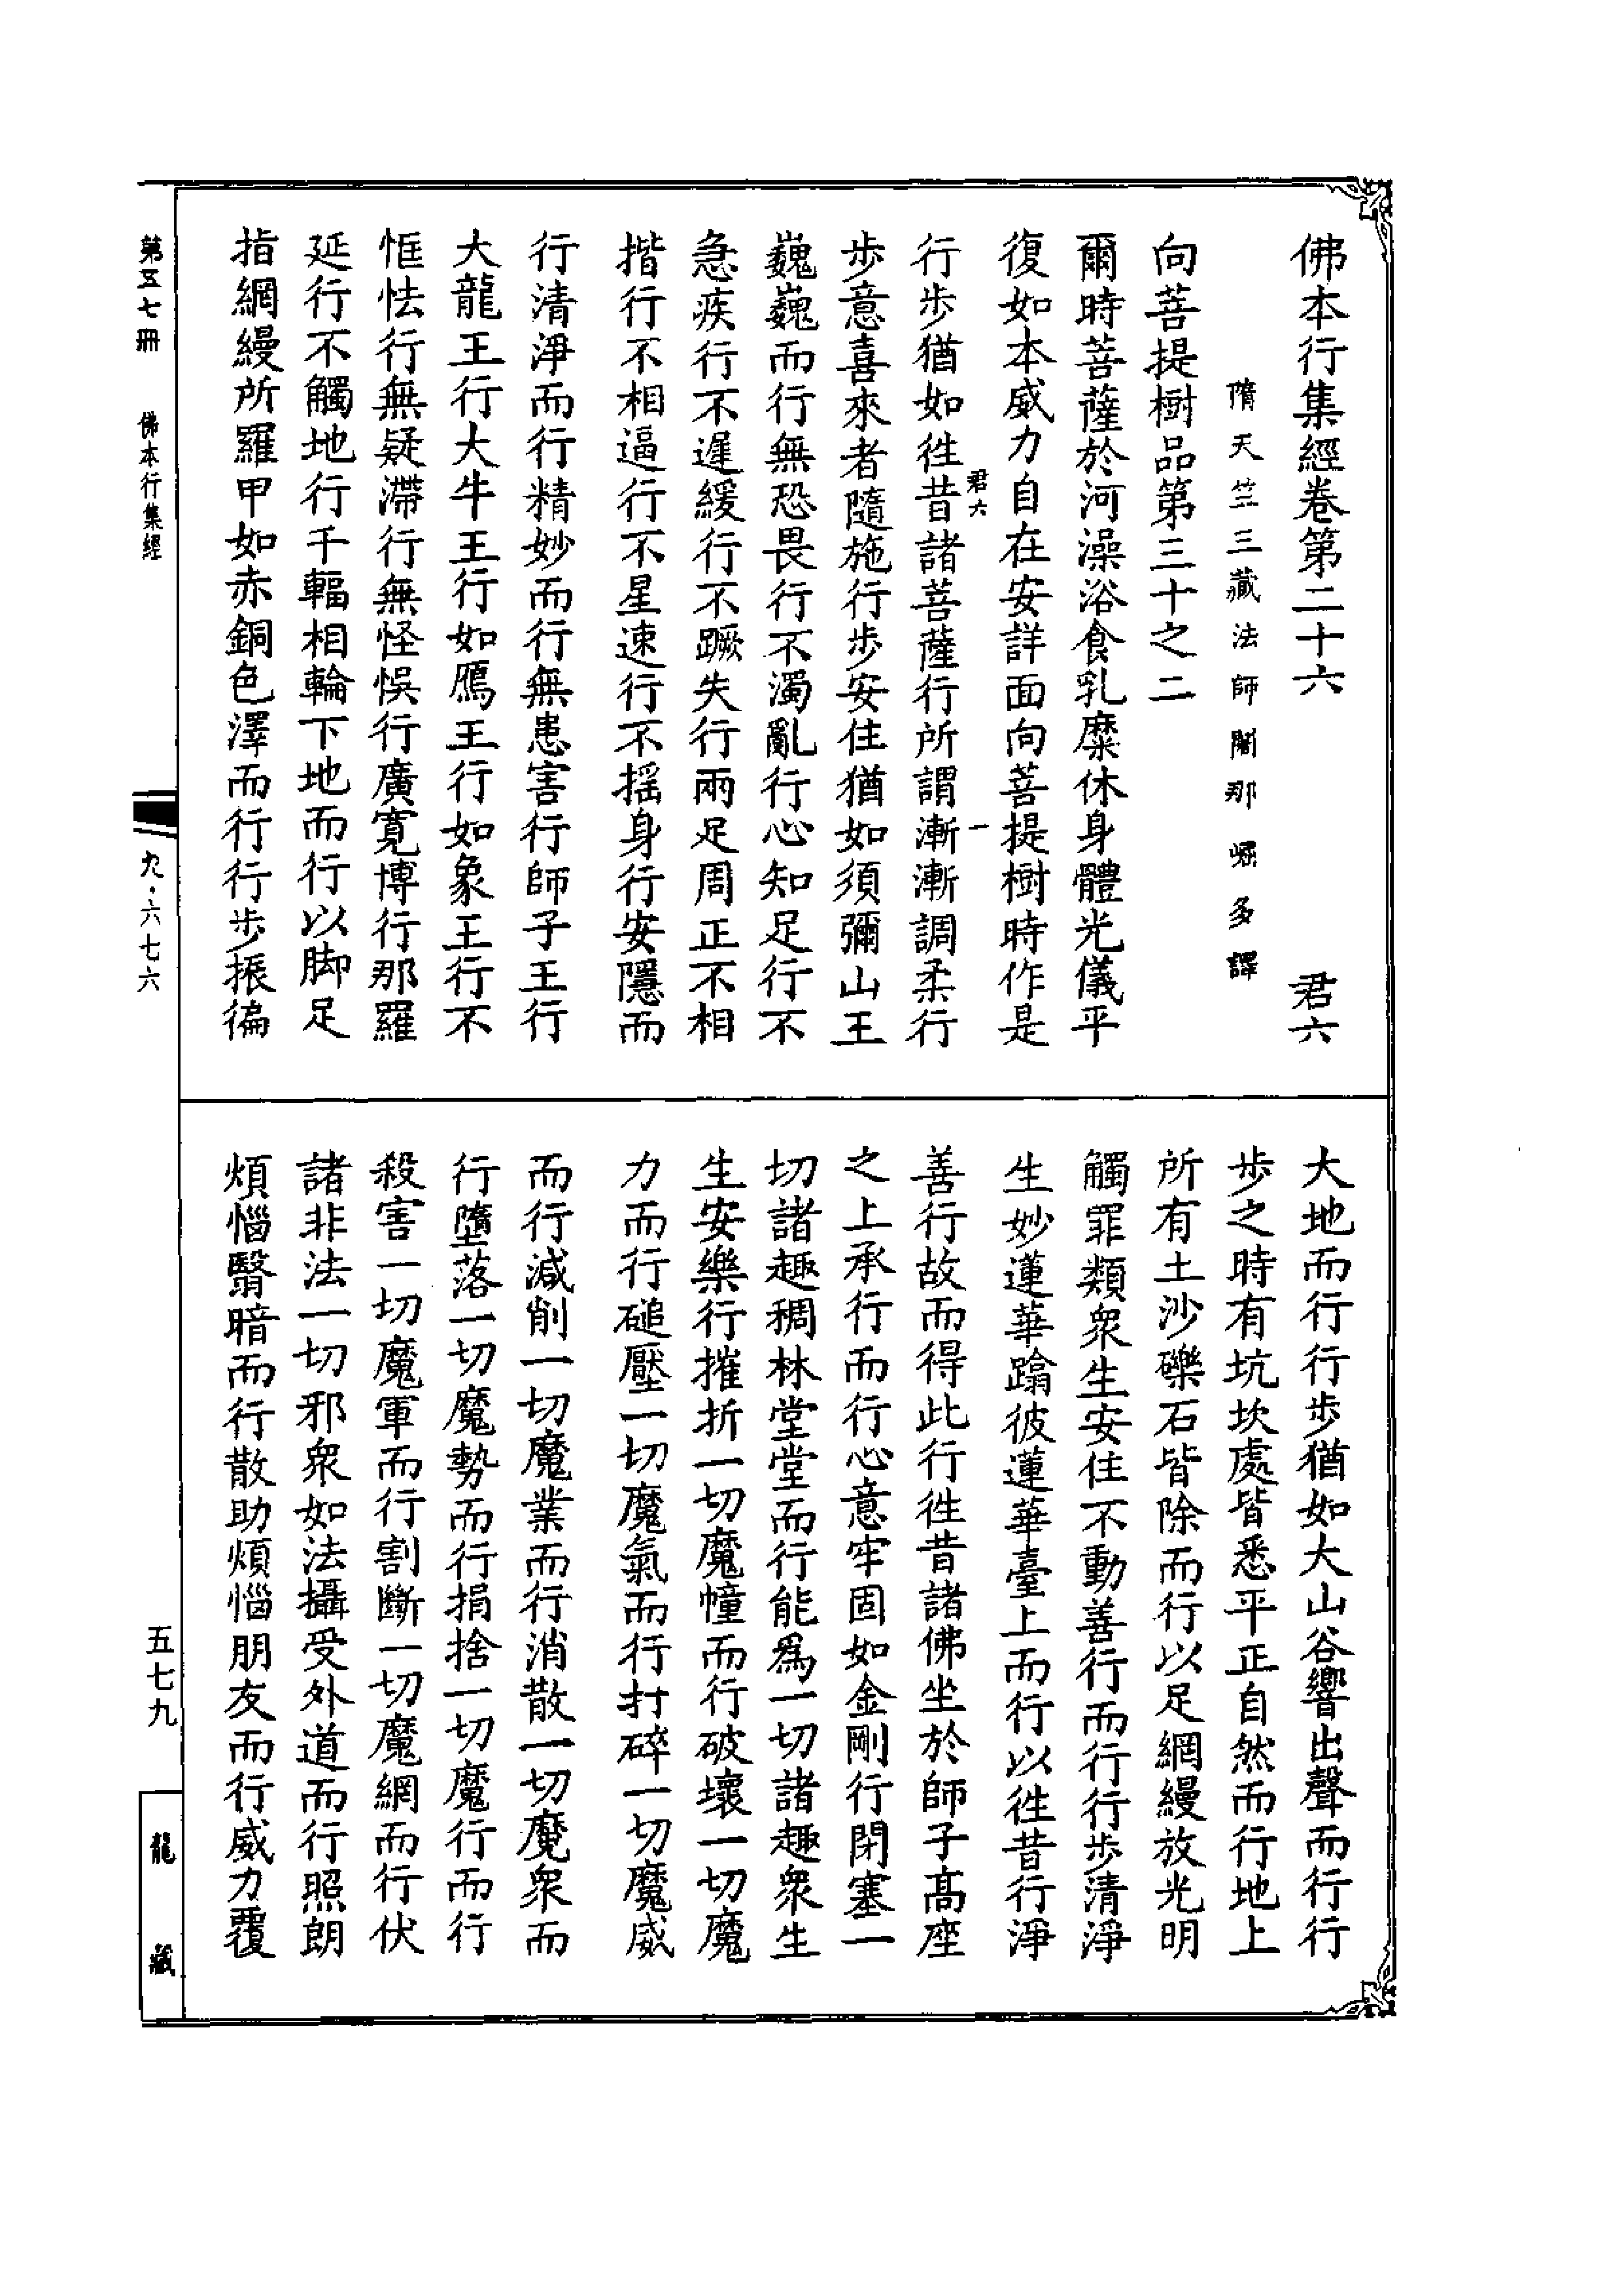 佛本行集經卷第二十六 君六
隋天竺三藏法師闍那崛多譯
向菩提樹品第三十之二
爾時菩薩於河澡浴食乳糜休身體光儀平
復如本威力自在安詳面向菩提樹時作是
君六 一
行步猶如往昔諸菩薩行所謂漸漸調柔行
步意喜來者隨施行步安住猶如須彌山王
巍巍而行無恐畏行不濁亂行心知足行不
急疾行不遲緩行不蹶失行兩足周正不相
揩行不相逼行不星速行不搖身行安隱而
行清淨而行精妙而行無患害行師子王行
大龍王行大牛王行如鴈王行如象王行不
恇怯行無疑滯行無怪悞行廣寬博行那羅
延行不觸地行千輻相輪下地而行以脚足
指網縵所羅甲如赤銅色澤而行行步振徧
大地而行行步猶如大山谷響出聲而行行
步之時有坑坎處皆悉平正自然而行地上
所有土沙礫石皆除而行以足網縵放光明
觸罪類眾生安住不動善行而行行步清淨
生妙蓮華踰彼蓮華臺上而行以往昔行淨
善行故而得此行往昔諸佛坐於師子髙座
之上承行而行心意牢固如金剛行閉塞一
切諸趣稠林堂堂而行能爲一切諸趣眾生
生安樂行摧折一切魔幢而行破壞一切魔
力而行磓壓一切魔氣而行打碎一切魔威
而行減削一切魔業而行消散一切魔眾而
行墮落一切魔勢而行捐捨一切魔行而行
殺害一切魔軍而行割斷一切魔網而行伏
諸非法一切邪眾如法攝受外道而行照朗
煩惱翳暗而行散助煩惱朋友而行威力覆
第五七冊 佛本行集經
九·六七六
五七九
龍藏